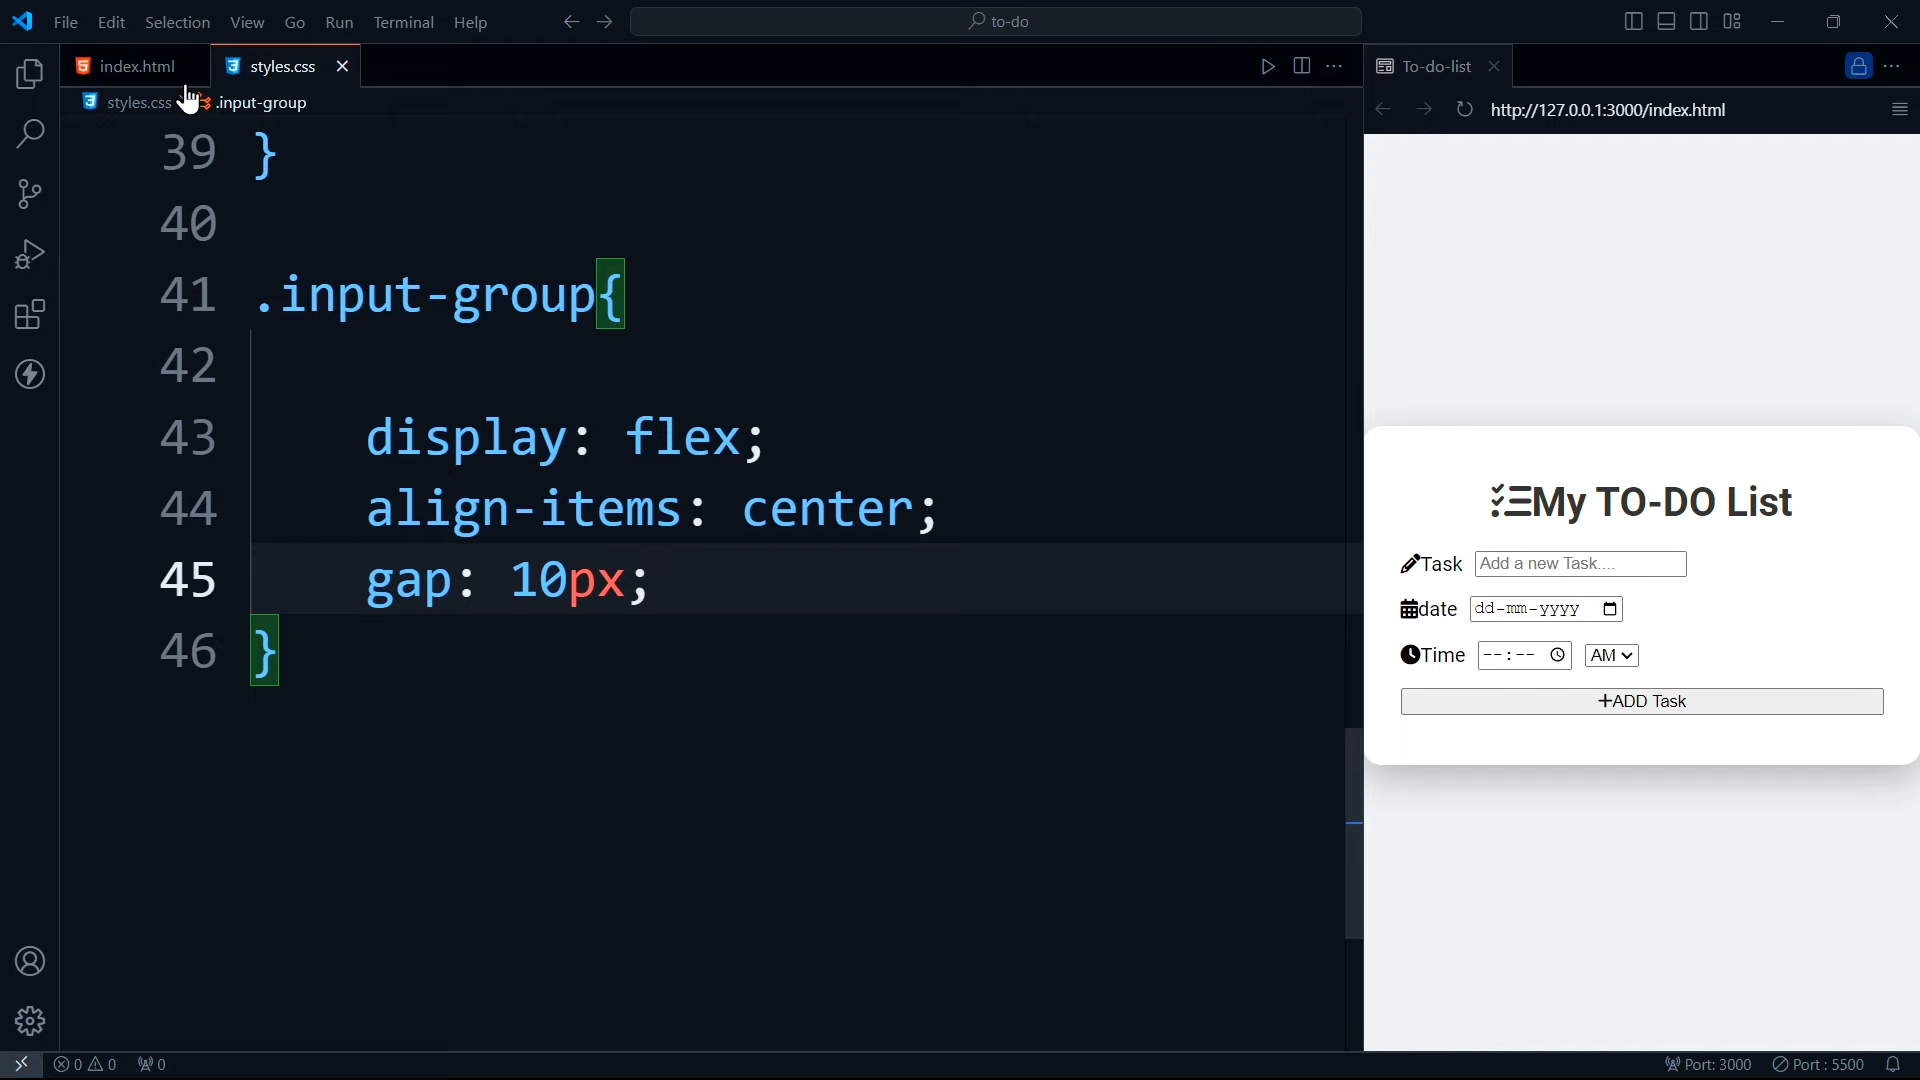 File Edit Selection View Go Run Terminal Help
to-do
index.html
styles.css
styles.css .input-group
39 }
40
41 .input-group{
42
43 display: flex;
44 align-items: center;
45 gap: 10px;
46 }
To-do-list
http://127.0.0.1:3000/index.html
My TO-DO List
Task Add a new Task....
date dd-mm-yyyy
Time --:-- AM
+ADD Task
0 0 0
Port: 3000 Port : 5500